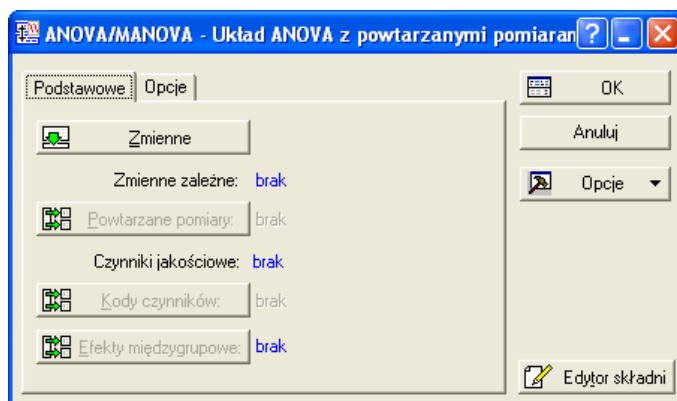 ANOVA/MANOVA - Układ ANOVA z powtarzanymi pomiaran
Podstawowe
Opcje
OK
Zmienne
Anuluj
Zmienne zależne: brak
Opcje
Powtarzane pomiary: brak
Czynniki jakościowe: brak
Kody czynników: brak
Efekty międzygrupowe: brak
Edytor składni